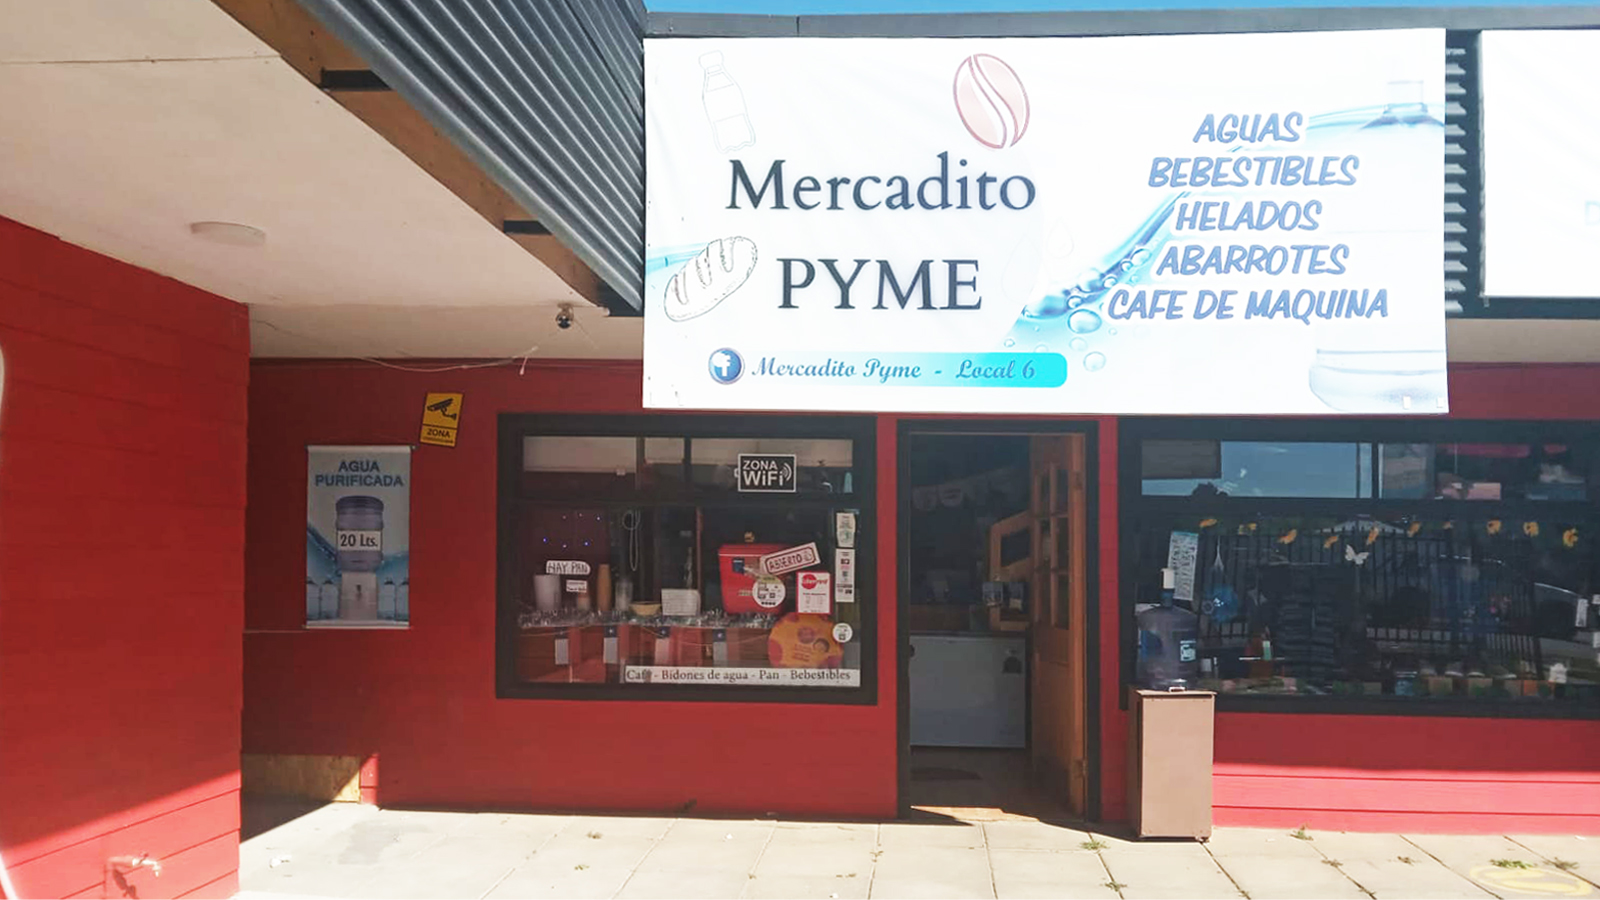 Mercadito
PYME
Mercadito Pyme - Local 6
AGUAS
BEBESTIBLES
HELADOS
ABARROTES
CAFE DE MAQUINA
ZONA
AGUA
PURIFICADA
20 Lts.
ZONA
WiFi
HAY PAN
ABIERTO
Café - Bidones de agua - Pan - Bebestibles